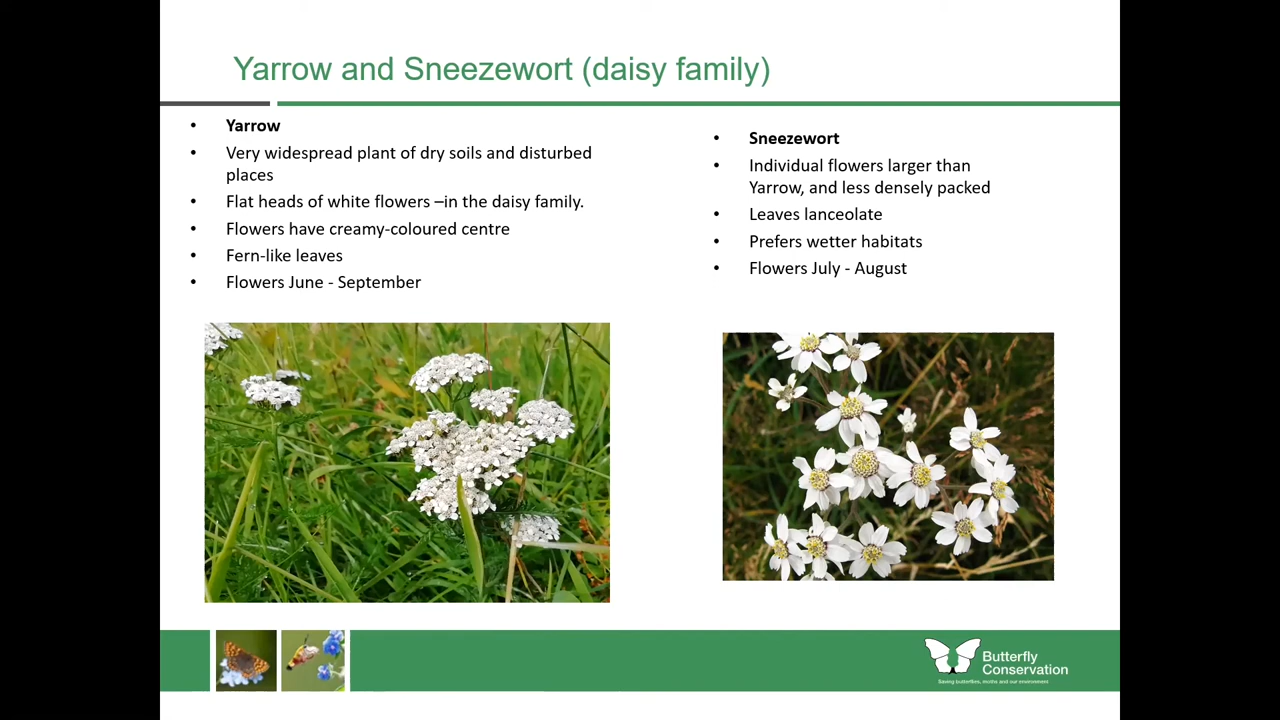 Yarrow and Sneezewort (daisy family)
• Yarrow
• Very widespread plant of dry soils and disturbed
places
• Flat heads of white flowers –in the daisy family.
• Flowers have creamy-coloured centre
• Fern-like leaves
• Flowers June - September
• Sneezewort
• Individual flowers larger than
Yarrow, and less densely packed
• Leaves lanceolate
• Prefers wetter habitats
• Flowers July - August
Butterfly
Conservation
Saving butterflies, moths and our environment